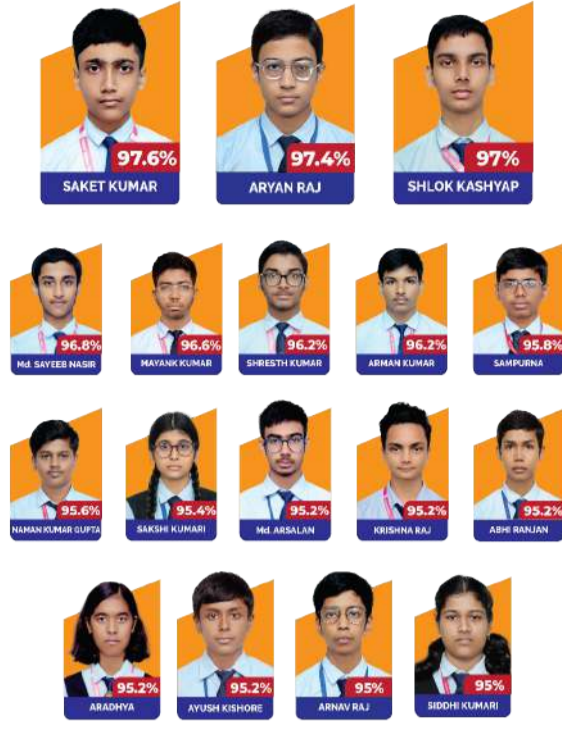 97.6%
SAKET KUMAR
97.4%
ARYAN RAJ
97%
SHLOK KASHYAP
96.8%
Md. SAYEEB NASIR
96.6%
MAYANK KUMAR
96.2%
SHRESTH KUMAR
96.2%
ARMAN KUMAR
95.8%
SAMPURNA
95.6%
NAMAN KUMAR GUPTA
95.4%
SAKSHI KUMARI
95.2%
Md. ARSALAN
95.2%
KRISHNA RAJ
95.2%
ABHI RANJAN
95.2%
ARADHYA
95.2%
AYUSH KISHORE
95%
ARNAV RAJ
95%
SIDDHI KUMARI